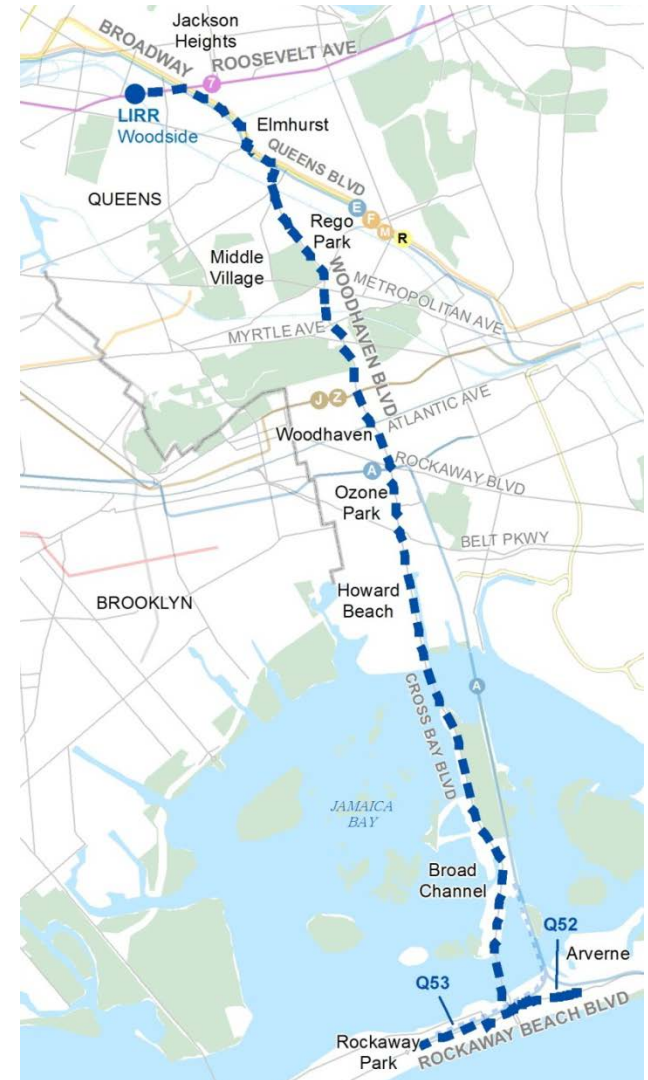 Jackson
Heights
BROADWAY
ROOSEVELT AVE
7
LIRR
Woodside
Elmhurst
QUEENS BLVD
QUEENS
E
F
M
R
Rego
Park
Middle
Village
WOODHAVEN BLVD
METROPOLITAN AVE
MYRTLE AVE
J
Z
ATLANTIC AVE
Woodhaven
ROCKAWAY BLVD
A
Ozone
Park
BELT PKWY
Howard
Beach
BROOKLYN
A
CROSS BAY BLVD
JAMAICA
BAY
Broad
Channel
Q52
Arverne
Q53
Rockaway
Park
ROCKAWAY BEACH BLVD